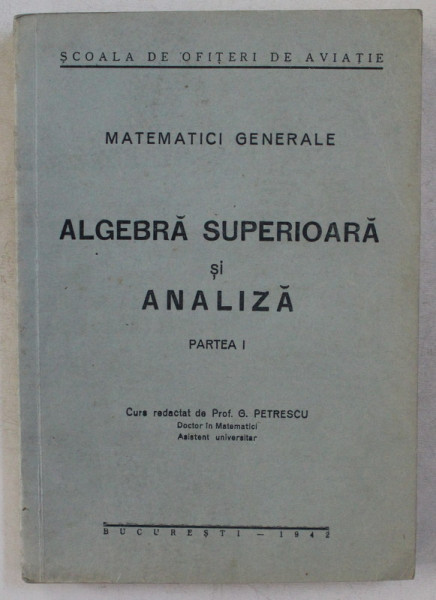 ȘCOALA DE OFIȚERI DE AVIAȚIE
MATEMATICI GENERALE
ALGEBRĂ SUPERIOARĂ
și
ANALIZĂ
PARTEA I
Curs redactat de Prof. G. PETRESCU
Doctor în Matematici
Asistent universitar
BUCUREȘTI — 1942